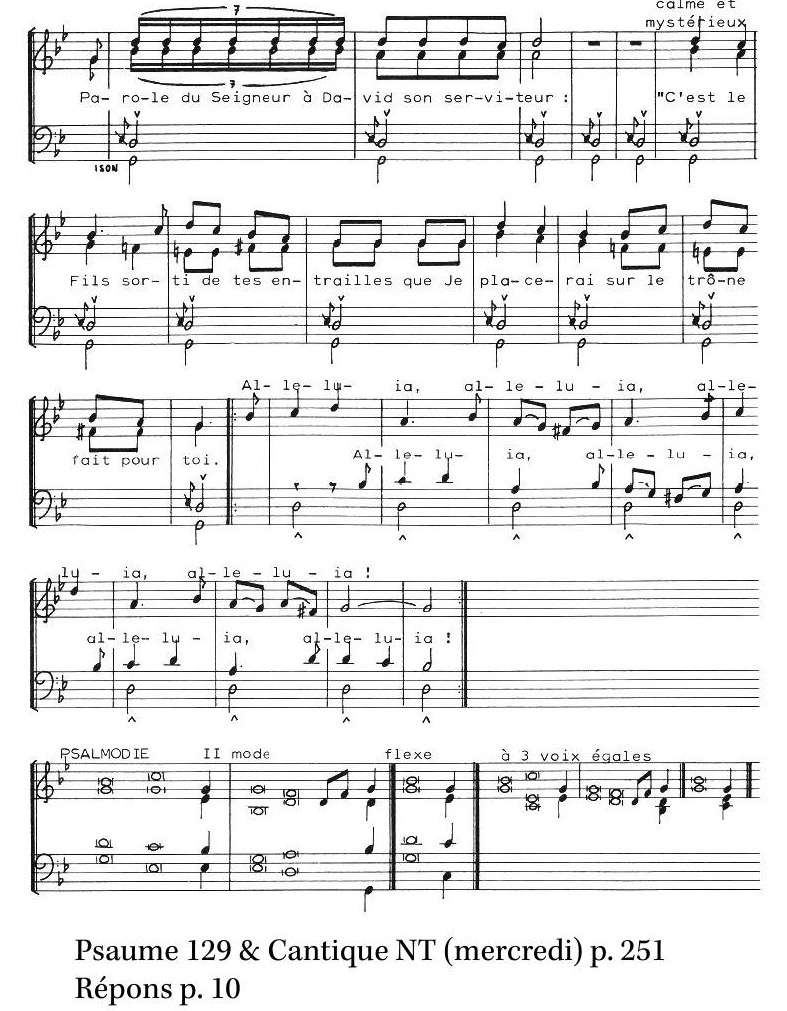 calme et
mystérieux
7
7
Pa- ro-le du Seigneur à Da- vid son ser-vi-teur : "C'est le
ISON
Fils sor- ti de tes en- trailles que Je pla-ce- rai sur le trô-ne
Al- le- lu- ia, al- le - lu - ia, al-le-
fait pour toi. Al- le- lu- ia, al-le - lu - ia,
lu - ia, al- le - lu - ia !
al- le- lu - ia, al-le- lu- ia !
PSALMODIE II mode flexe à 3 voix égales
Psaume 129 & Cantique NT (mercredi) p. 251
Répons p. 10